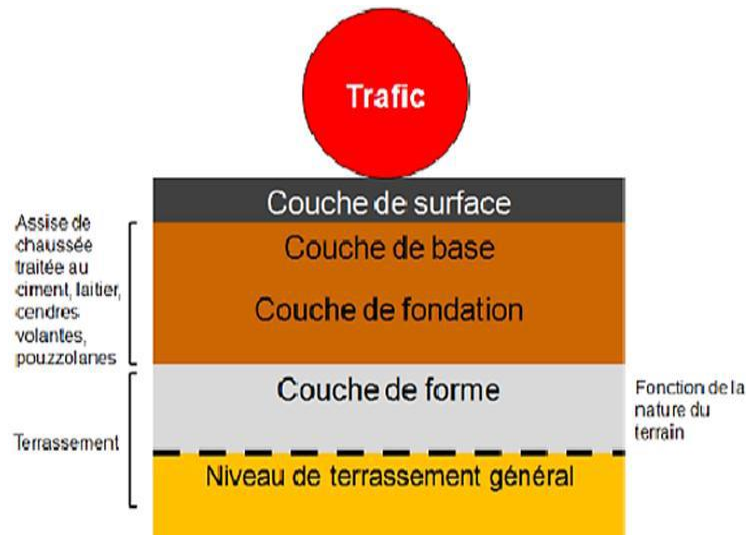 Trafic
Couche de surface
Assise de
chaussée
traitée au
ciment, laitier,
cendres
volantes,
pouzzolanes
Couche de base
Couche de fondation
Couche de forme
Fonction de la
nature du
terrain
Terrassement
Niveau de terrassement général